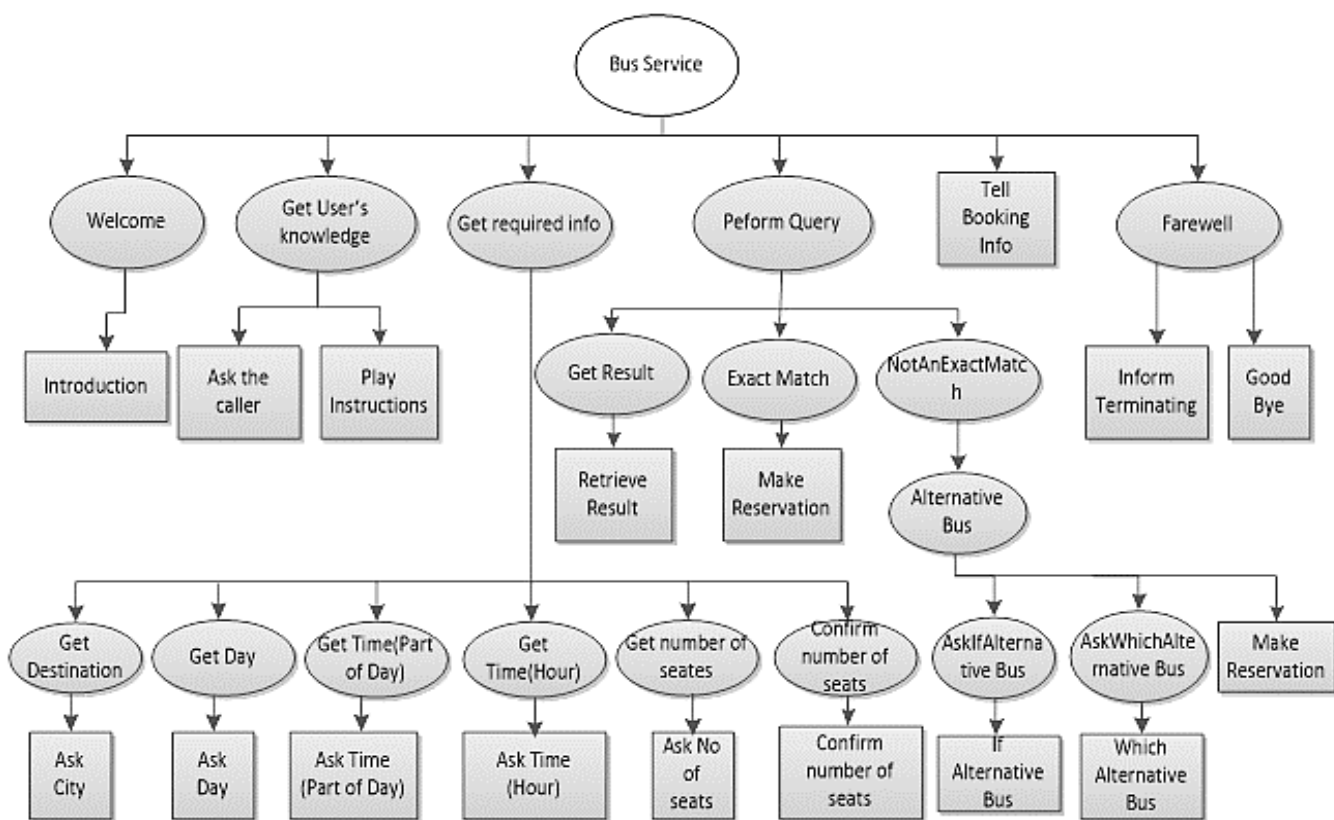 Bus Service
Welcome
Get User's
knowledge
Get required info
Peform Query
Tell
Booking
Info
Farewell
Introduction
Ask the
caller
Play
Instructions
Get Result
Exact Match
NotAnExactMatc
h
Inform
Terminating
Good
Bye
Retrieve
Result
Make
Reservation
Alternative
Bus
Get
Destination
Get Day
Get Time(Part
of Day)
Get
Time(Hour)
Get number of
seates
Confirm
number of
seats
AskIfAlterna
tive Bus
AskWhichAlte
rnative Bus
Make
Reservation
Ask
City
Ask
Day
Ask Time
(Part of Day)
Ask Time
(Hour)
Ask No
of
seats
Confirm
number of
seats
If
Alternative
Bus
Which
Alternative
Bus